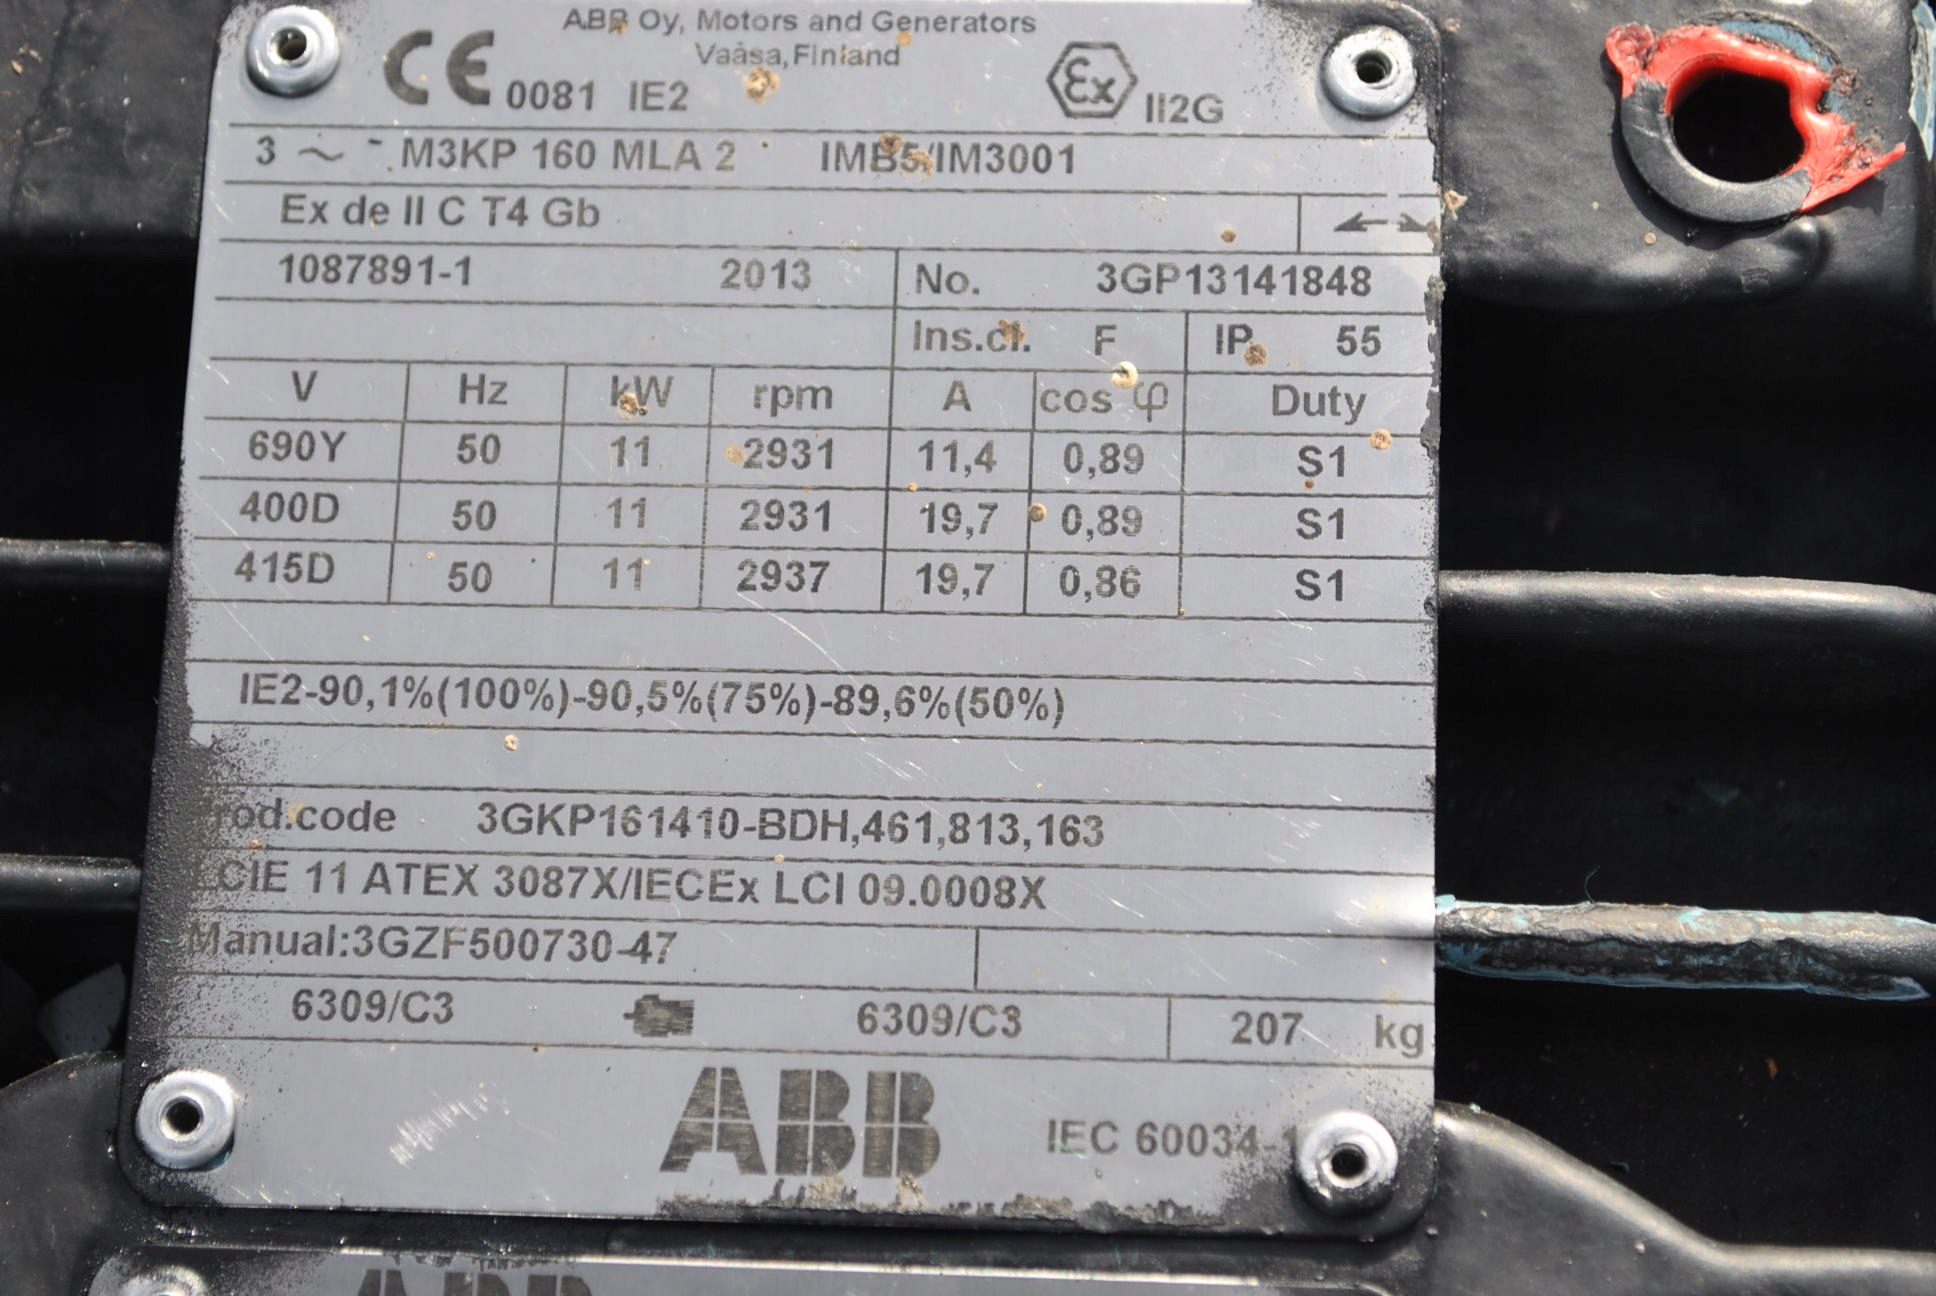 ABB Oy, Motors and Generators
Vaasa, Finland
CE 0081 IE2 Ex II2G
3 ~ M3KP 160 MLA 2 IMB5/IM3001
Ex de II C T4 Gb
1087891-1 2013 No. 3GP13141848
Ins.cl. F IP 55
V Hz kW rpm A cos φ Duty
690Y 50 11 2931 11,4 0,89 S1
400D 50 11 2931 19,7 0,89 S1
415D 50 11 2937 19,7 0,86 S1
IE2-90,1%(100%)-90,5%(75%)-89,6%(50%)
Prod.code 3GKP161410-BDH,461,813,163
LCIE 11 ATEX 3087X/IECEx LCI 09.0008X
Manual:3GZF500730-47
6309/C3 6309/C3 207 kg
ABB IEC 60034-1
ABB